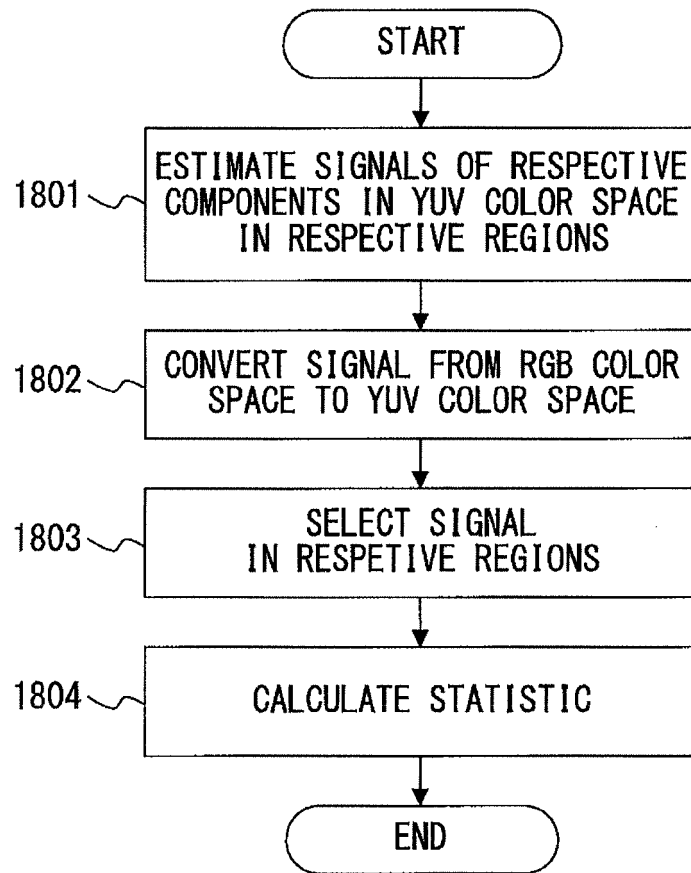 START
1801
ESTIMATE SIGNALS OF RESPECTIVE
COMPONENTS IN YUV COLOR SPACE
IN RESPECTIVE REGIONS
1802
CONVERT SIGNAL FROM RGB COLOR
SPACE TO YUV COLOR SPACE
1803
SELECT SIGNAL
IN RESPETIVE REGIONS
1804
CALCULATE STATISTIC
END